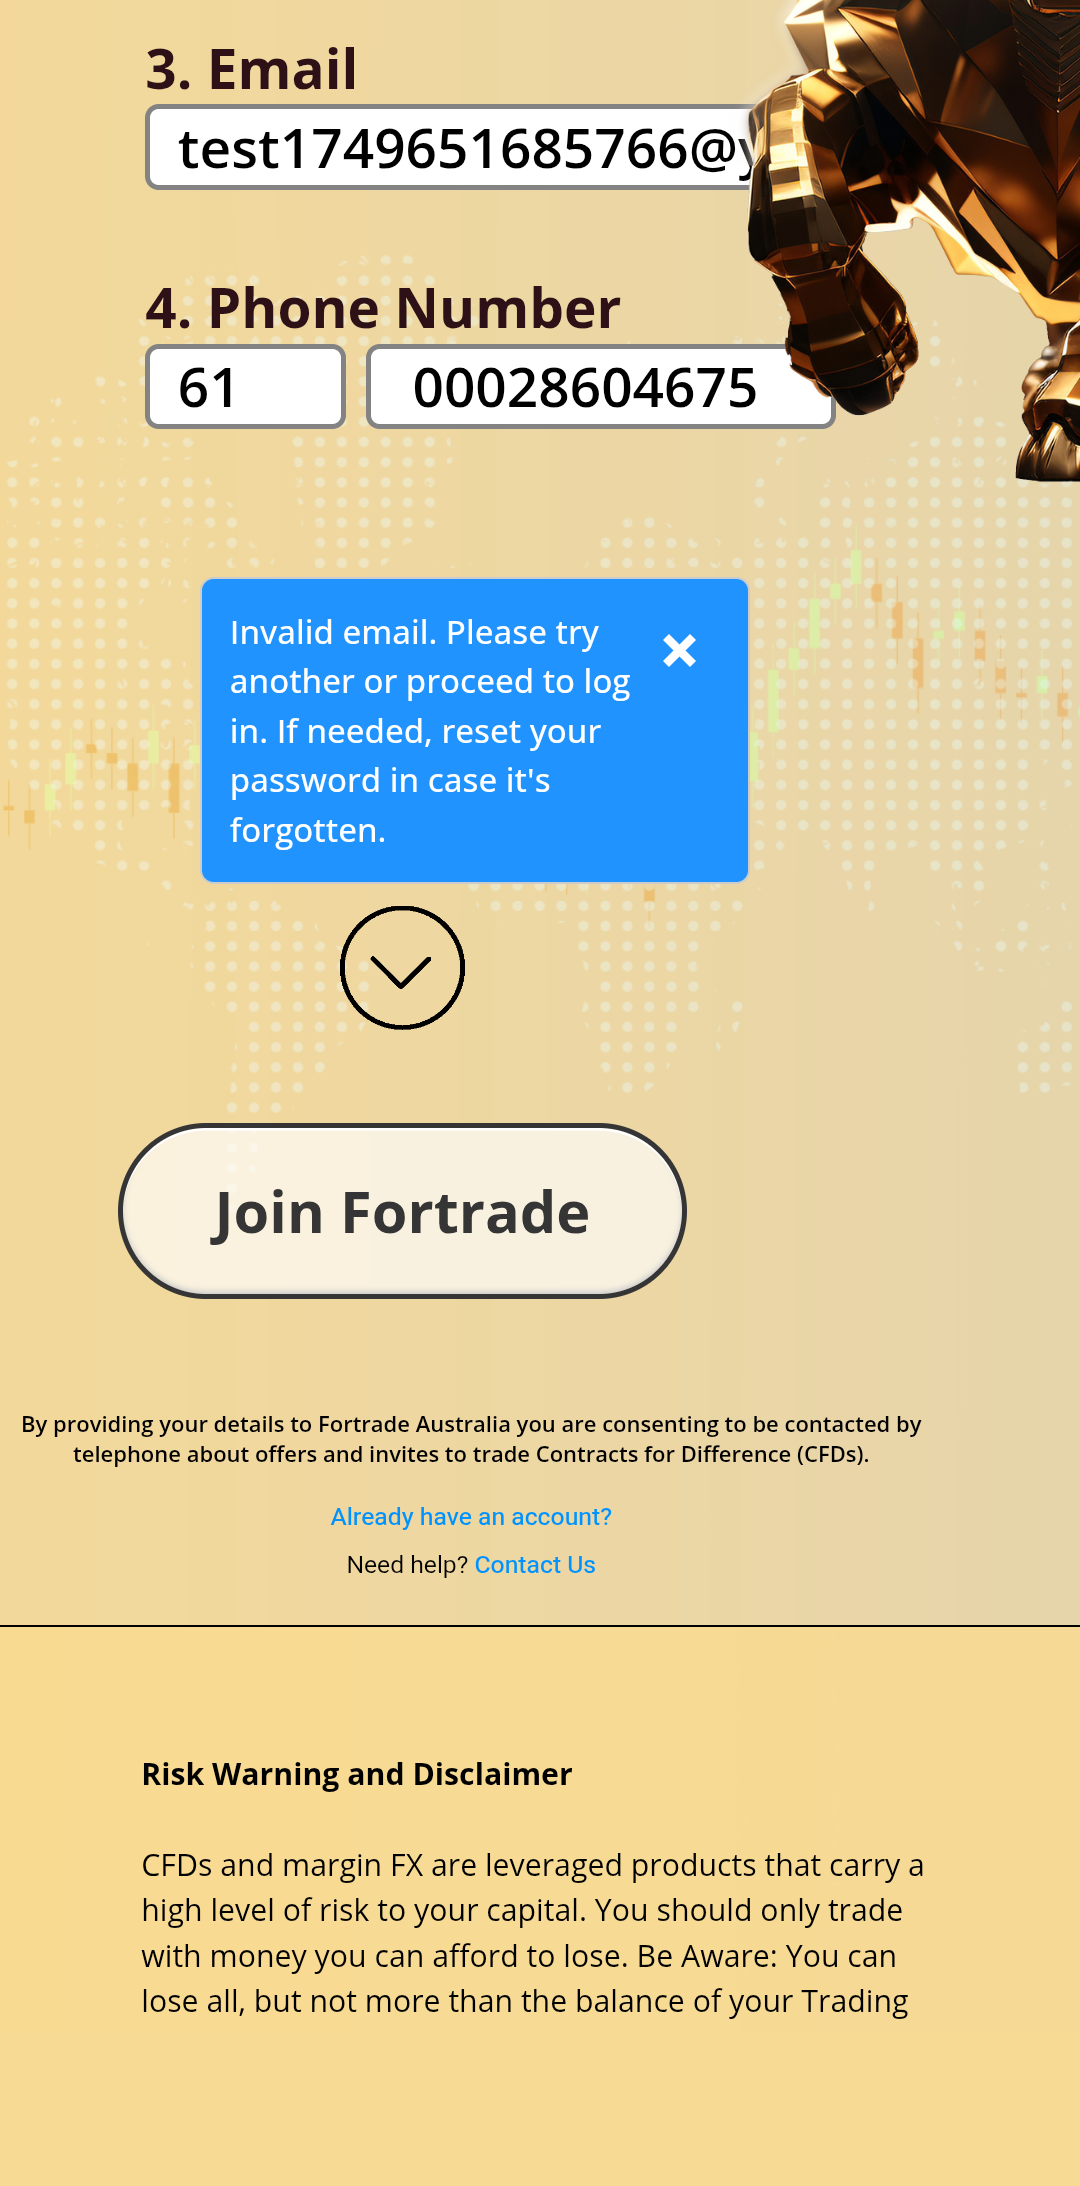 3. Email
test1749651685766@
4. Phone Number
61 00028604675
Invalid email. Please try
another or proceed to log
in. If needed, reset your
password in case it's
forgotten.
Join Fortrade
By providing your details to Fortrade Australia you are consenting to be contacted by
telephone about offers and invites to trade Contracts for Difference (CFDs).
Already have an account?
Need help? Contact Us
Risk Warning and Disclaimer
CFDs and margin FX are leveraged products that carry a
high level of risk to your capital. You should only trade
with money you can afford to lose. Be Aware: You can
lose all, but not more than the balance of your Trading